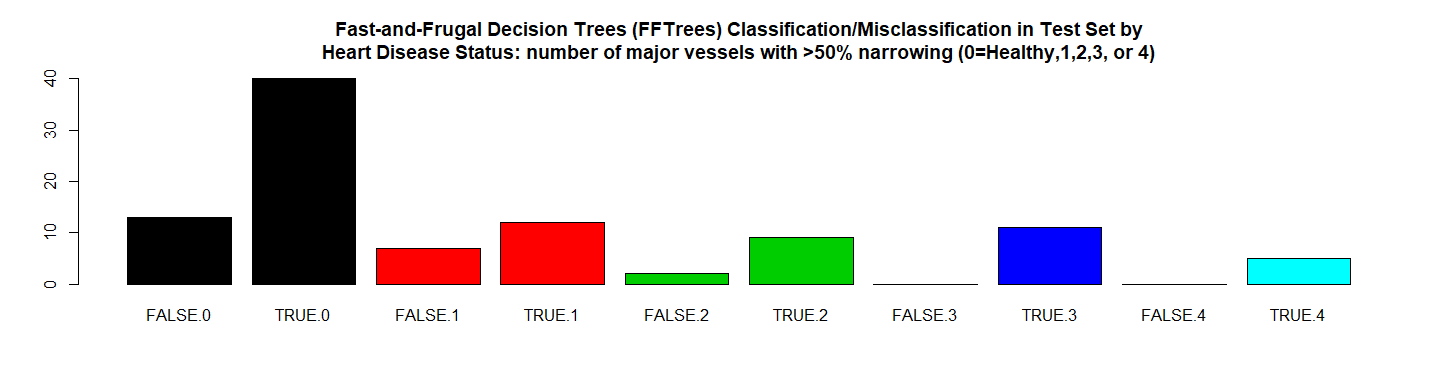 Fast-and-Frugal Decision Trees (FFTrees) Classification/Misclassification in Test Set by
Heart Disease Status: number of major vessels with >50% narrowing (0=Healthy,1,2,3, or 4)
40
30
20
10
0
FALSE.0 TRUE.0 FALSE.1 TRUE.1 FALSE.2 TRUE.2 FALSE.3 TRUE.3 FALSE.4 TRUE.4